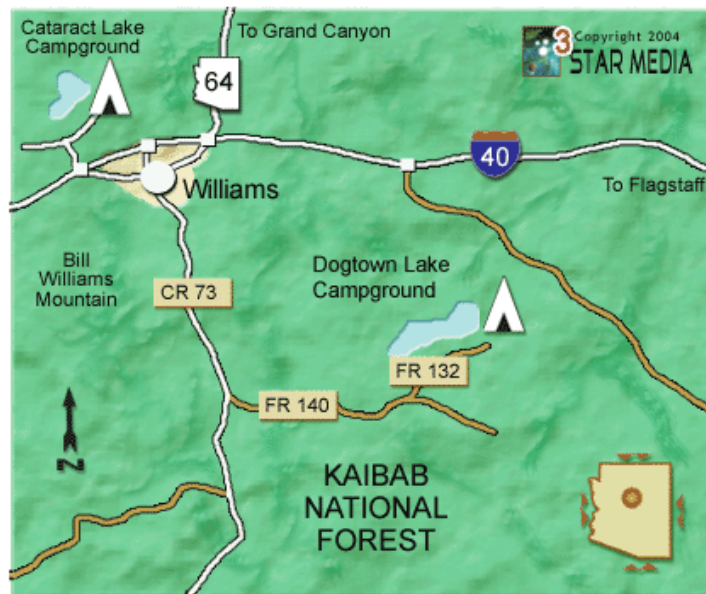 Cataract Lake
Campground
To Grand Canyon
3
Copyright 2004
STAR MEDIA
64
40
Williams
To Flagstaff
Bill
Williams
Mountain
Dogtown Lake
Campground
CR 73
FR 132
FR 140
N
KAIBAB
NATIONAL
FOREST